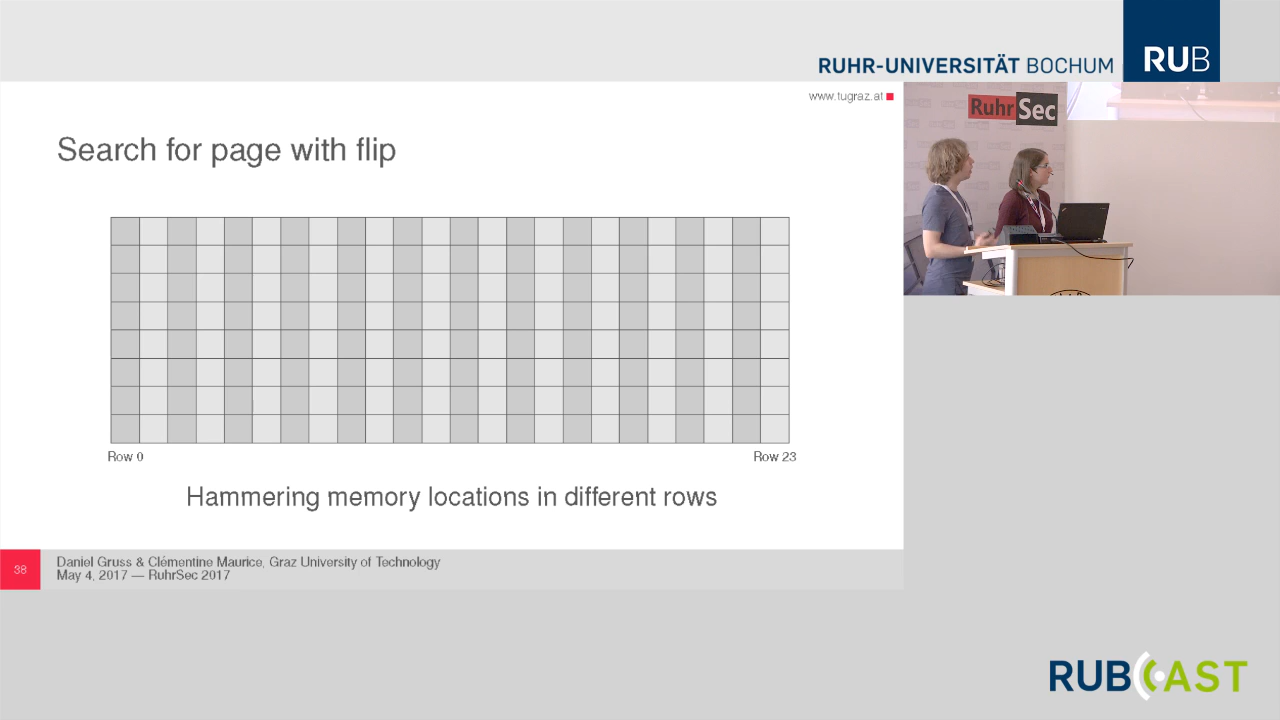 RUHR-UNIVERSITÄT BOCHUM
RUB
www.tugraz.at
RuhrSec
Search for page with flip
Row 0
Row 23
Hammering memory locations in different rows
38
Daniel Gruss & Clémentine Maurice, Graz University of Technology
May 4, 2017 — RuhrSec 2017
RUBCAST